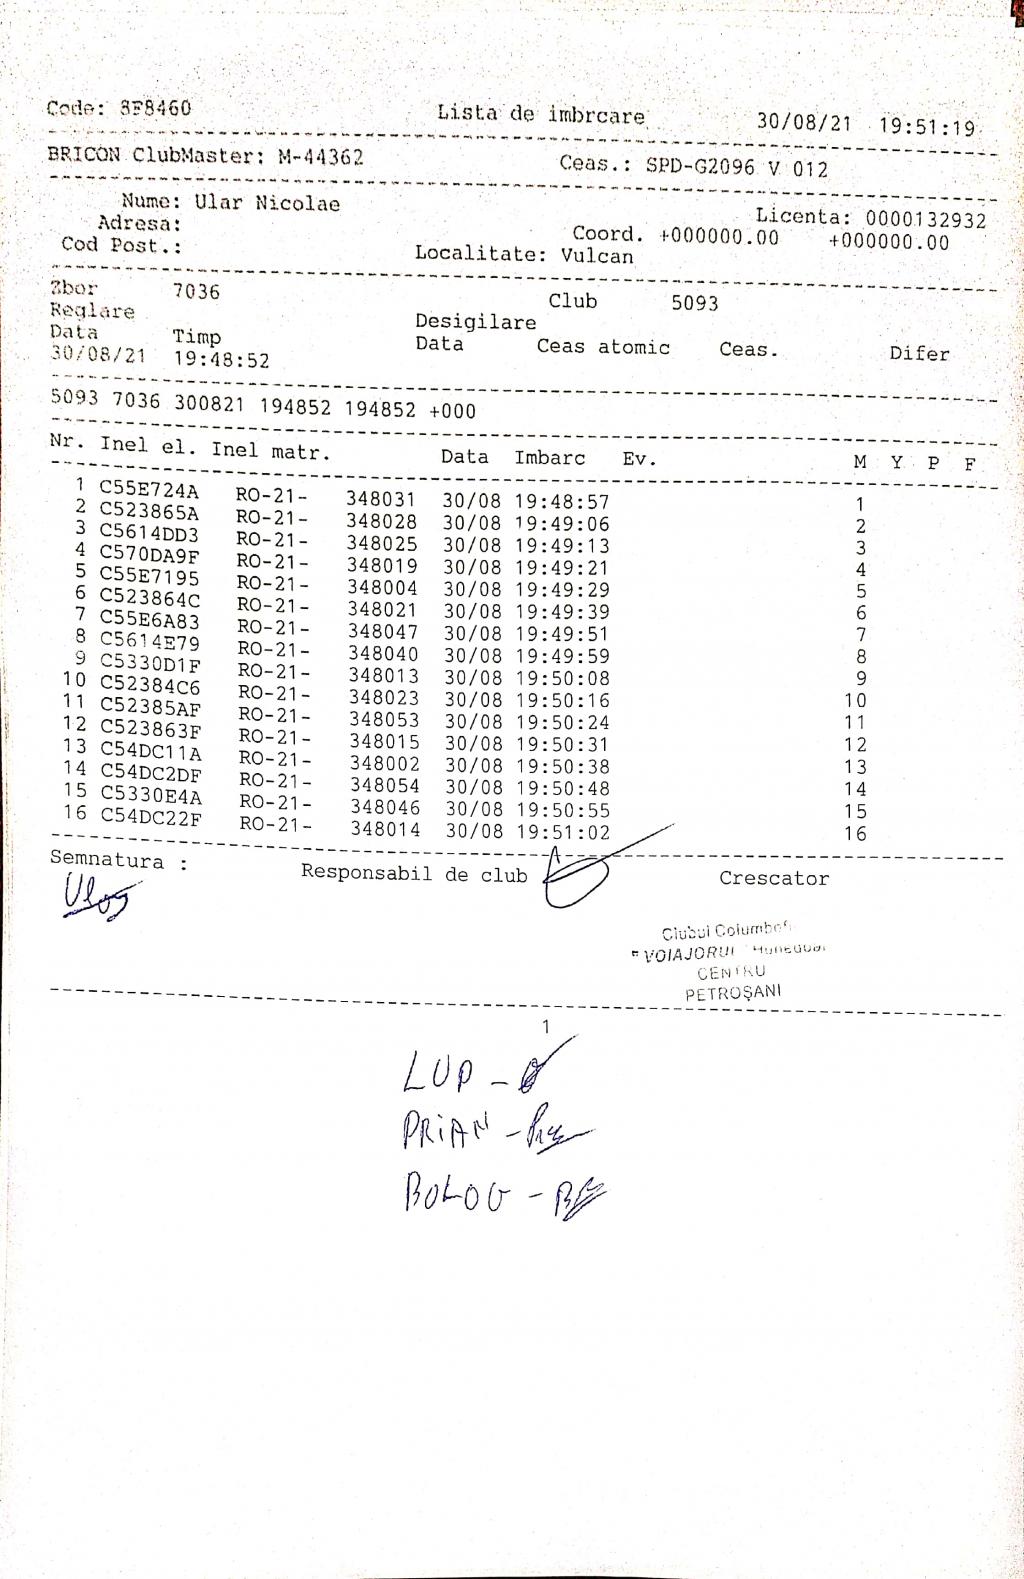 Code: 8F8460 Lista de imbrcare 30/08/21 19:51:19
BRICON ClubMaster: M-44362 Ceas.: SPD-G2096 V 012
Nume: Ular Nicolae Licenta: 0000132932
Adresa: Coord. +000000.00 +000000.00
Cod Post.: Localitate: Vulcan
Zbor 7036 Club 5093
Reglare Desigilare
Data Timp Data Ceas atomic Ceas. Difer
30/08/21 19:48:52
5093 7036 300821 194852 194852 +000
Nr. Inel el. Inel matr. Data Imbarc Ev. M Y P F
1 C55E724A RO-21- 348031 30/08 19:48:57 1
2 C523865A RO-21- 348028 30/08 19:49:06 2
3 C5614DD3 RO-21- 348025 30/08 19:49:13 3
4 C570DA9F RO-21- 348019 30/08 19:49:21 4
5 C55E7195 RO-21- 348004 30/08 19:49:29 5
6 C523864C RO-21- 348021 30/08 19:49:39 6
7 C55E6A83 RO-21- 348047 30/08 19:49:51 7
8 C5614E79 RO-21- 348040 30/08 19:49:59 8
9 C5330D1F RO-21- 348013 30/08 19:50:08 9
10 C52384C6 RO-21- 348023 30/08 19:50:16 10
11 C52385AF RO-21- 348053 30/08 19:50:24 11
12 C523863F RO-21- 348015 30/08 19:50:31 12
13 C54DC11A RO-21- 348002 30/08 19:50:38 13
14 C54DC2DF RO-21- 348054 30/08 19:50:48 14
15 C5330E4A RO-21- 348046 30/08 19:50:55 15
16 C54DC22F RO-21- 348014 30/08 19:51:02 16
Semnatura : Responsabil de club Crescator
Clubul
"VOIAJORUL
CENTRU
PETROȘANI
1
LUP -
PRIAN -
BOLOG -